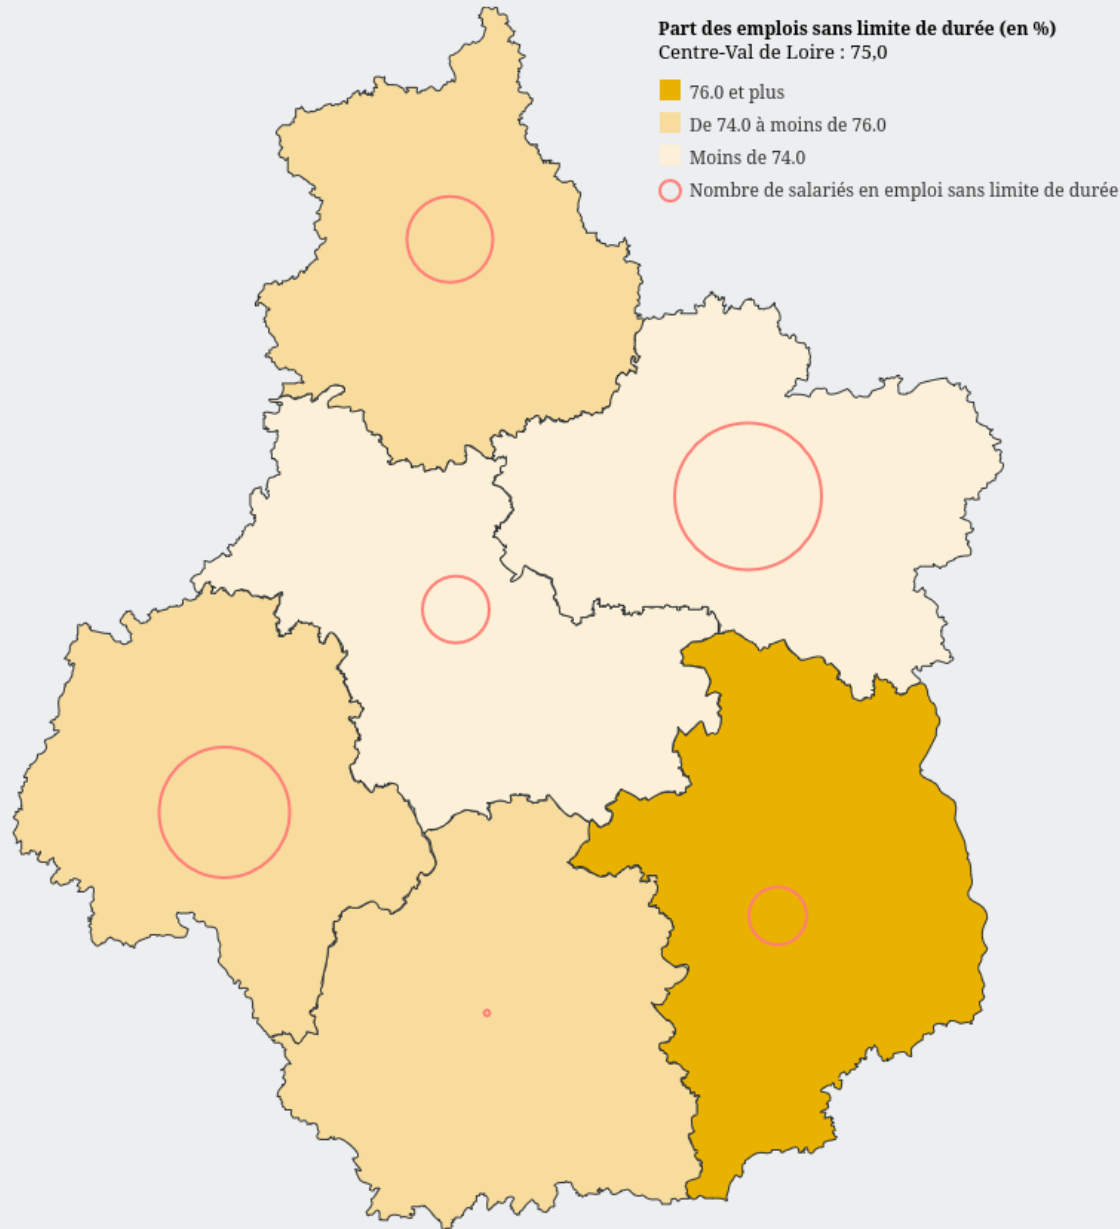 Part des emplois sans limite de durée (en %)
Centre-Val de Loire : 75,0
76.0 et plus
De 74.0 à moins de 76.0
Moins de 74.0
Nombre de salariés en emploi sans limite de durée